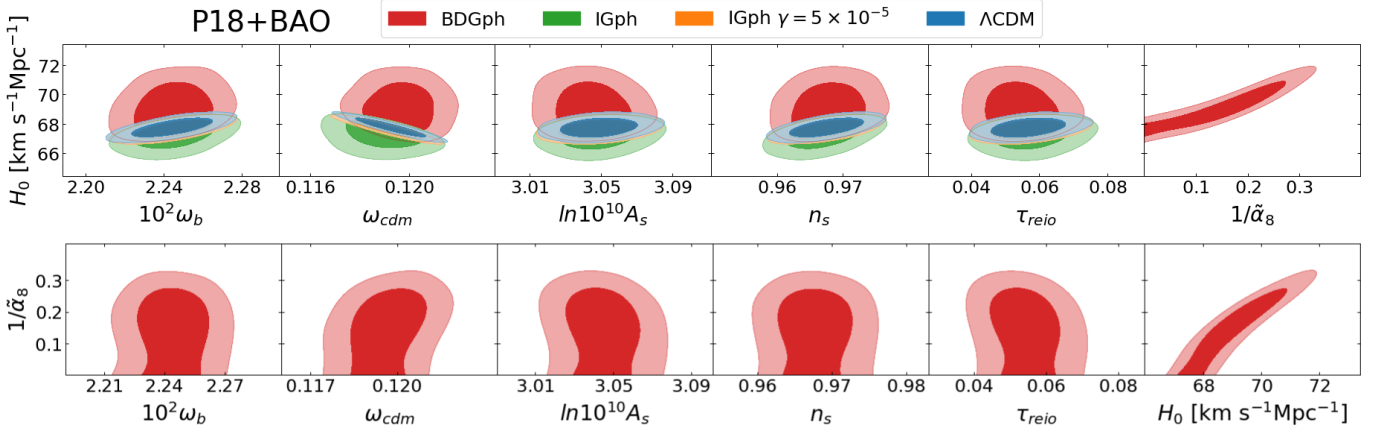 P18+BAO
BDGph IGph IGph γ = 5 × 10⁻⁵ ΛCDM
H₀ [km s⁻¹Mpc⁻¹]
72
70
68
66
2.20 2.24 2.28 0.116 0.120 3.01 3.05 3.09 0.96 0.97 0.04 0.06 0.08 0.1 0.2 0.3
10²ω_b ω_cdm ln10¹⁰A_s n_s τ_reio 1/α̃₈
1/α̃₈
0.3
0.2
0.1
2.21 2.24 2.27 0.117 0.120 3.01 3.05 3.09 0.96 0.97 0.98 0.04 0.06 0.08 68 70 72
10²ω_b ω_cdm ln10¹⁰A_s n_s τ_reio H₀ [km s⁻¹Mpc⁻¹]